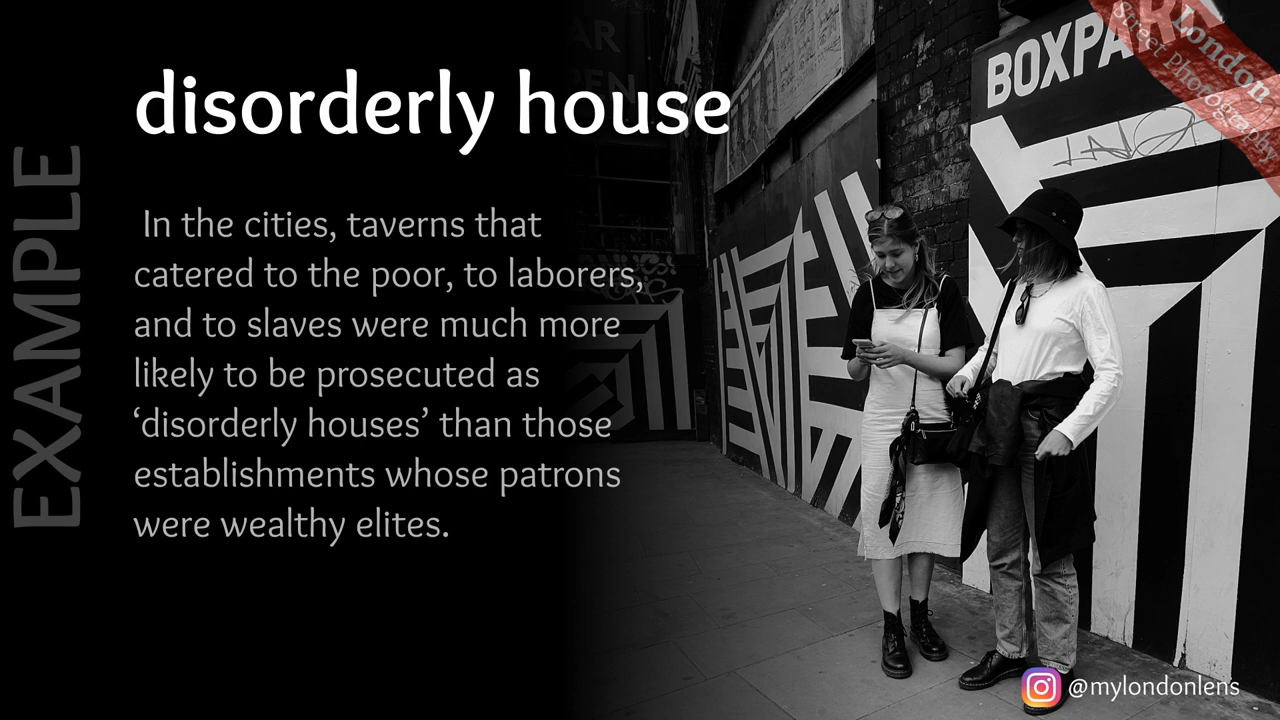 EXAMPLE
disorderly house
In the cities, taverns that
catered to the poor, to laborers,
and to slaves were much more
likely to be prosecuted as
‘disorderly houses’ than those
establishments whose patrons
were wealthy elites.
BOXPARK
London
Street Photography
@mylondonlens